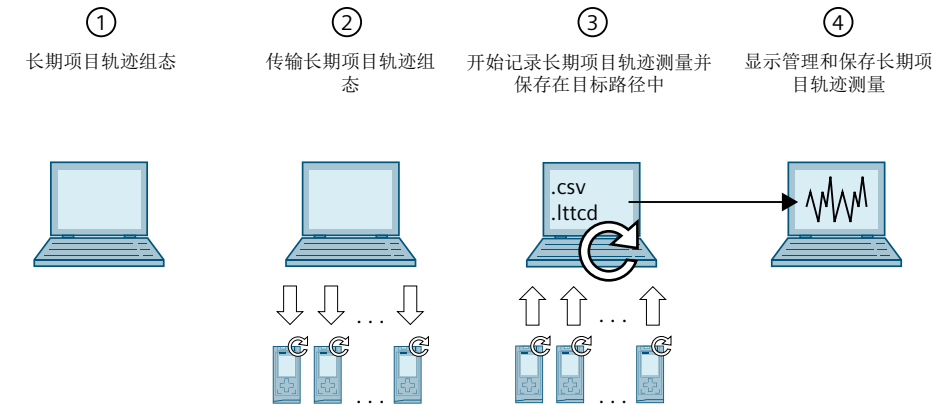 ①
长期项目轨迹组态
②
传输长期项目轨迹组
态
③
开始记录长期项目轨迹测量并
保存在目标路径中
④
显示管理和保存长期项
目轨迹测量
.csv
.lttcd
...
...
...
...